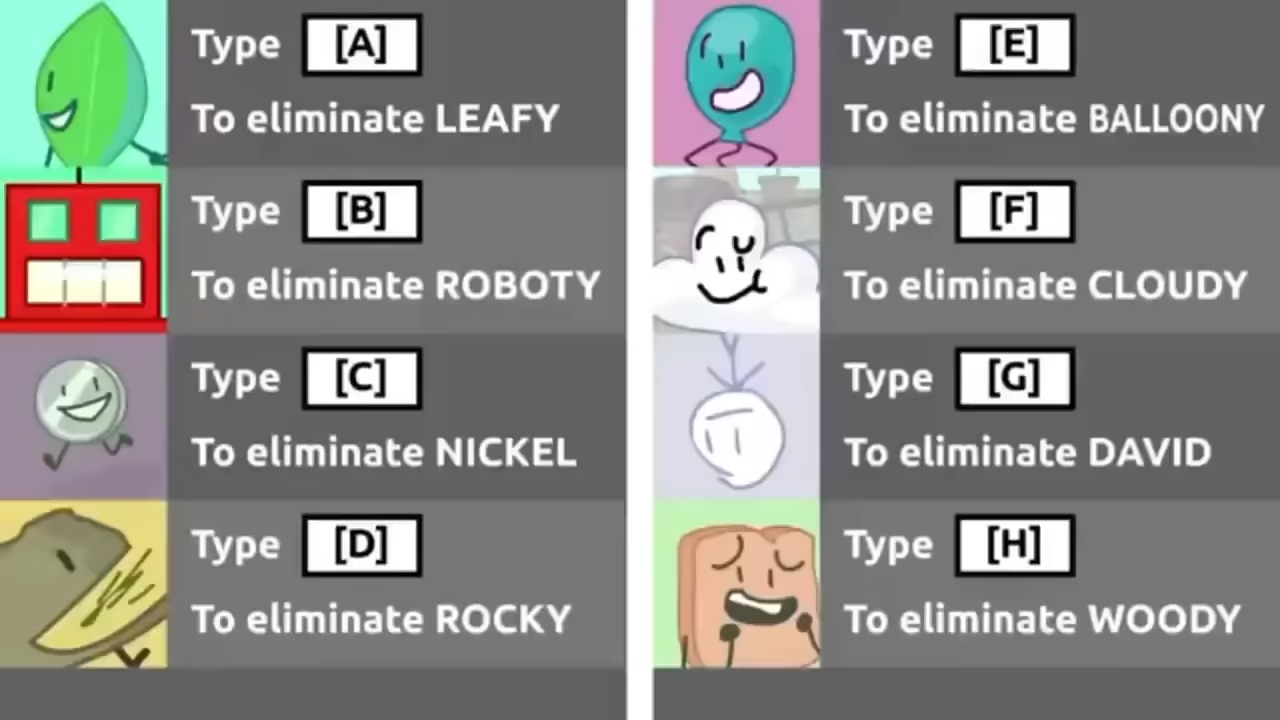 Type [A]
To eliminate LEAFY
Type [B]
To eliminate ROBOTY
Type [C]
To eliminate NICKEL
Type [D]
To eliminate ROCKY
Type [E]
To eliminate BALLOONY
Type [F]
To eliminate CLOUDY
Type [G]
To eliminate DAVID
Type [H]
To eliminate WOODY